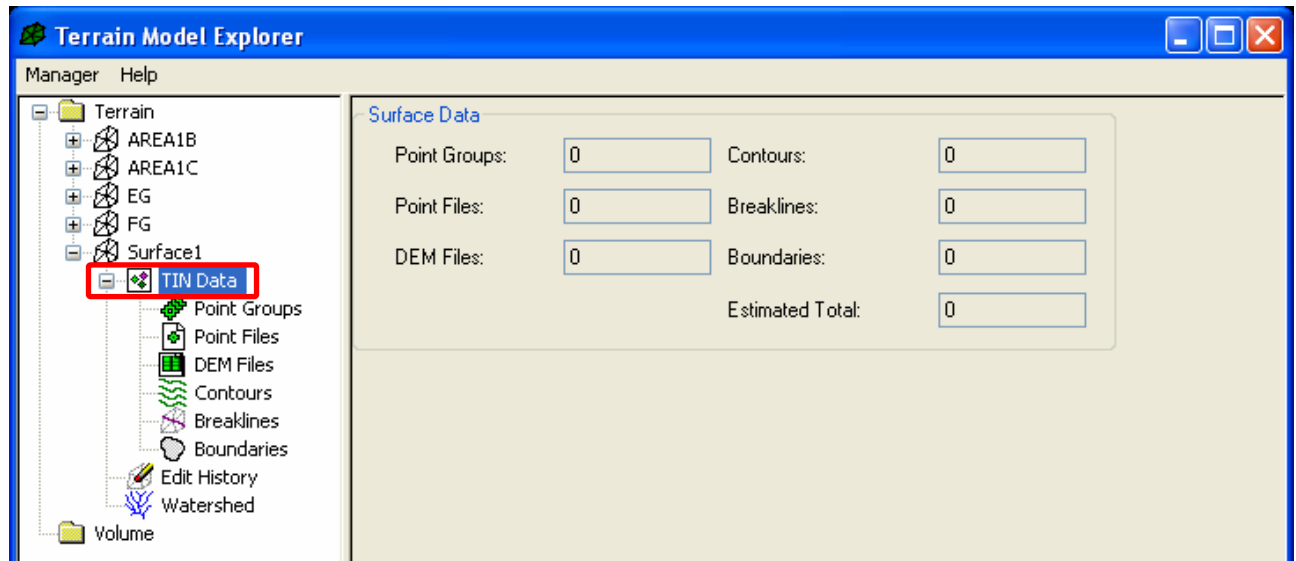 Terrain Model Explorer
Manager Help
Terrain
AREA1B
AREA1C
EG
FG
Surface1
TIN Data
Point Groups
Point Files
DEM Files
Contours
Breaklines
Boundaries
Edit History
Watershed
Volume
Surface Data
Point Groups: 0 Contours: 0
Point Files: 0 Breaklines: 0
DEM Files: 0 Boundaries: 0
Estimated Total: 0